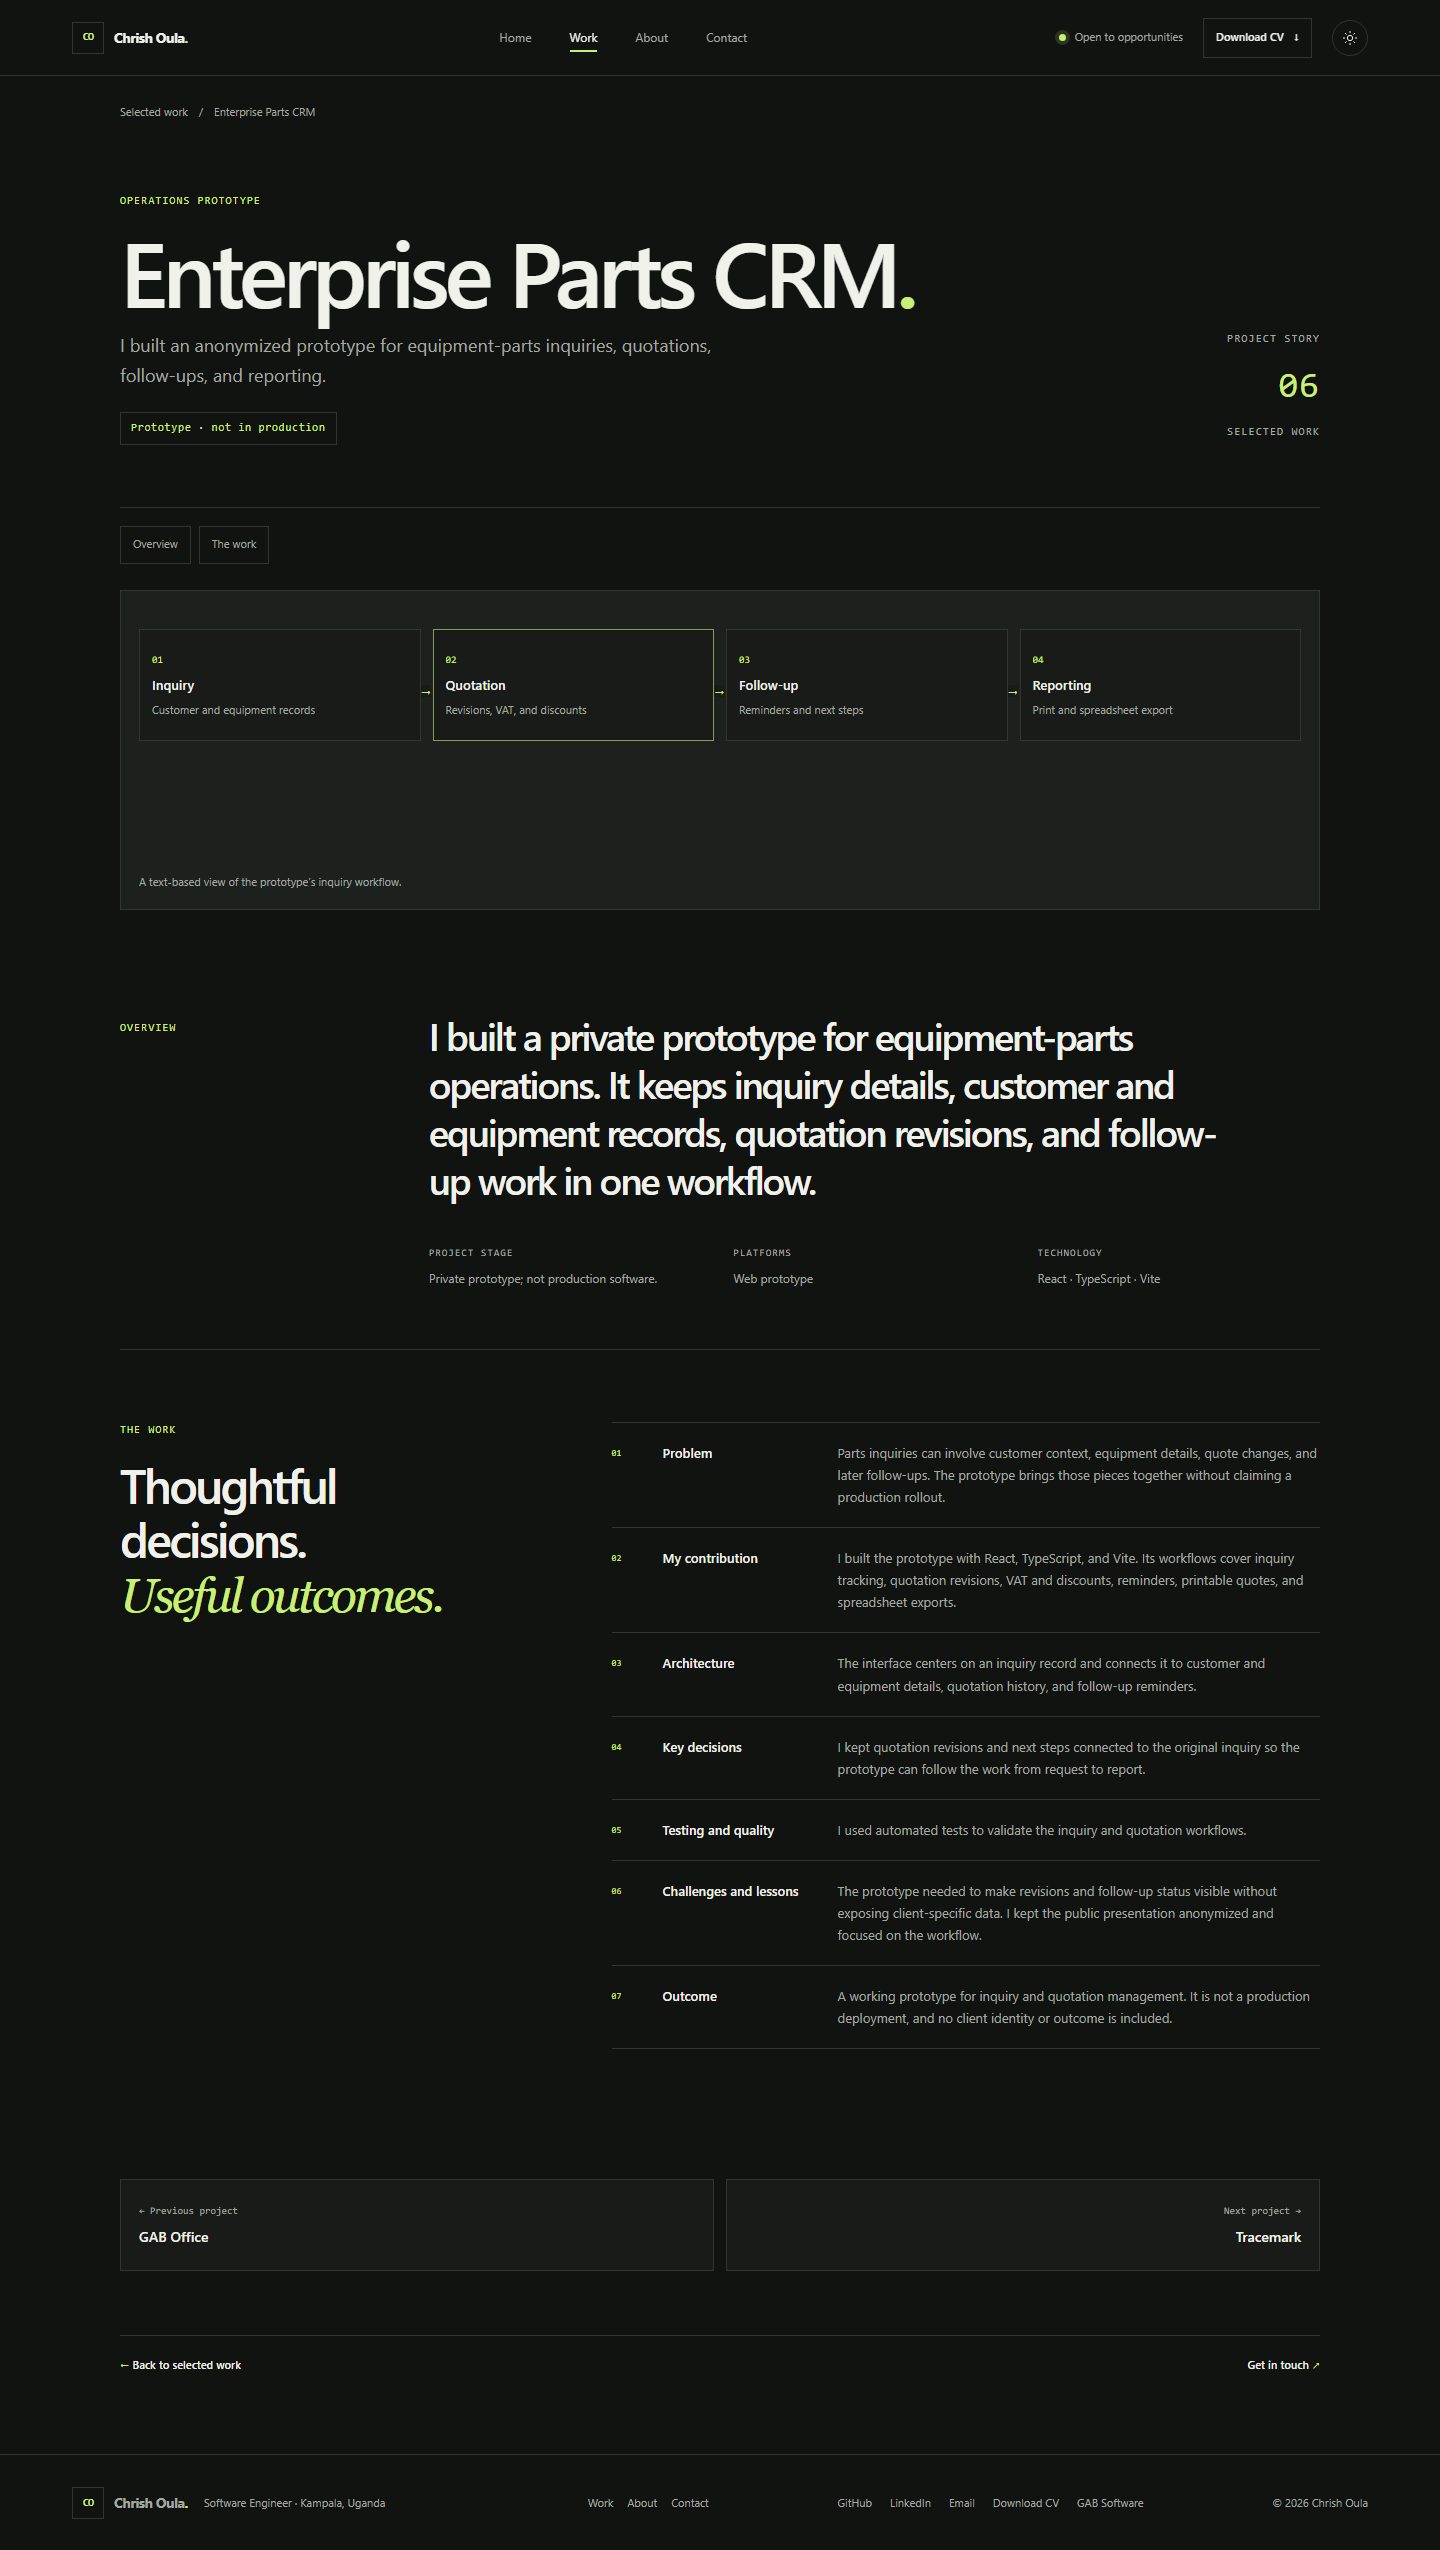 CO
Chrish Oula.
Home
Work
About
Contact
Open to opportunities
Download CV ↓
Selected work / Enterprise Parts CRM
OPERATIONS PROTOTYPE
Enterprise Parts CRM.
I built an anonymized prototype for equipment-parts inquiries, quotations,
follow-ups, and reporting.
Prototype · not in production
PROJECT STORY
06
SELECTED WORK
Overview
The work
01
Inquiry
Customer and equipment records
→
02
Quotation
Revisions, VAT, and discounts
→
03
Follow-up
Reminders and next steps
→
04
Reporting
Print and spreadsheet export
A text-based view of the prototype's inquiry workflow.
OVERVIEW
I built a private prototype for equipment-parts
operations. It keeps inquiry details, customer and
equipment records, quotation revisions, and follow-
up work in one workflow.
PROJECT STAGE
Private prototype; not production software.
PLATFORMS
Web prototype
TECHNOLOGY
React · TypeScript · Vite
THE WORK
Thoughtful
decisions.
Useful outcomes.
01
Problem
Parts inquiries can involve customer context, equipment details, quote changes, and
later follow-ups. The prototype brings those pieces together without claiming a
production rollout.
02
My contribution
I built the prototype with React, TypeScript, and Vite. Its workflows cover inquiry
tracking, quotation revisions, VAT and discounts, reminders, printable quotes, and
spreadsheet exports.
03
Architecture
The interface centers on an inquiry record and connects it to customer and
equipment details, quotation history, and follow-up reminders.
04
Key decisions
I kept quotation revisions and next steps connected to the original inquiry so the
prototype can follow the work from request to report.
05
Testing and quality
I used automated tests to validate the inquiry and quotation workflows.
06
Challenges and lessons
The prototype needed to make revisions and follow-up status visible without
exposing client-specific data. I kept the public presentation anonymized and
focused on the workflow.
07
Outcome
A working prototype for inquiry and quotation management. It is not a production
deployment, and no client identity or outcome is included.
← Previous project
GAB Office
Next project →
Tracemark
← Back to selected work
Get in touch ↗
CO
Chrish Oula.
Software Engineer · Kampala, Uganda
Work
About
Contact
GitHub
LinkedIn
Email
Download CV
GAB Software
© 2026 Chrish Oula